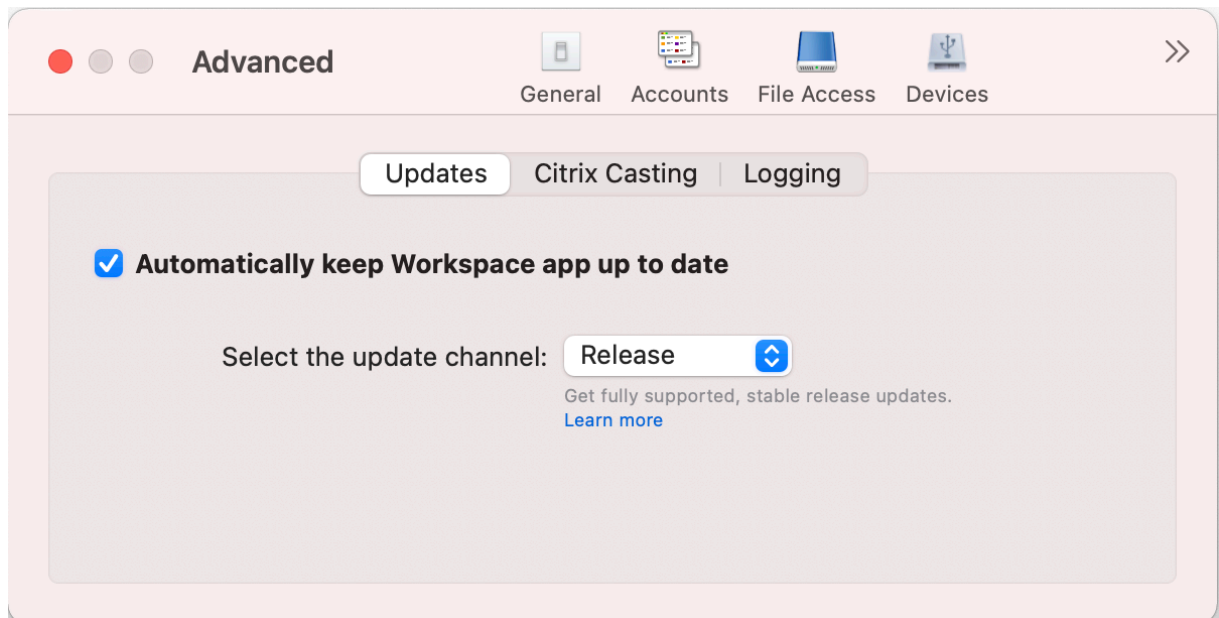 Advanced
General Accounts File Access Devices
Updates Citrix Casting Logging
Automatically keep Workspace app up to date
Select the update channel: Release
Get fully supported, stable release updates.
Learn more